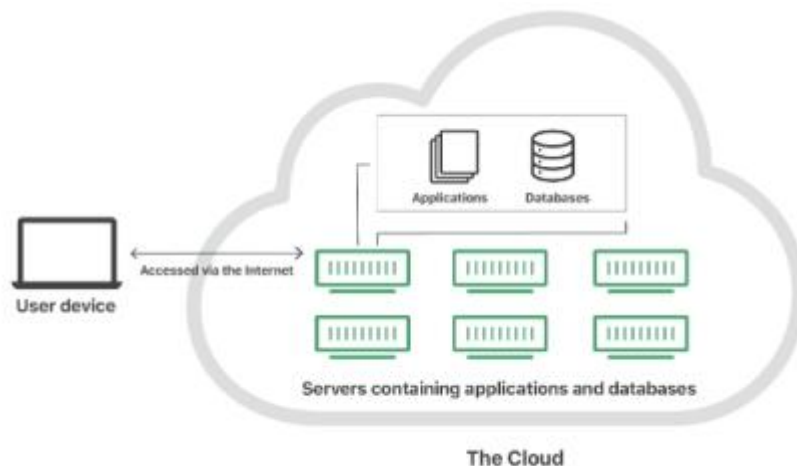 Applications
Databases
Accessed via the Internet
User device
Servers containing applications and databases
The Cloud